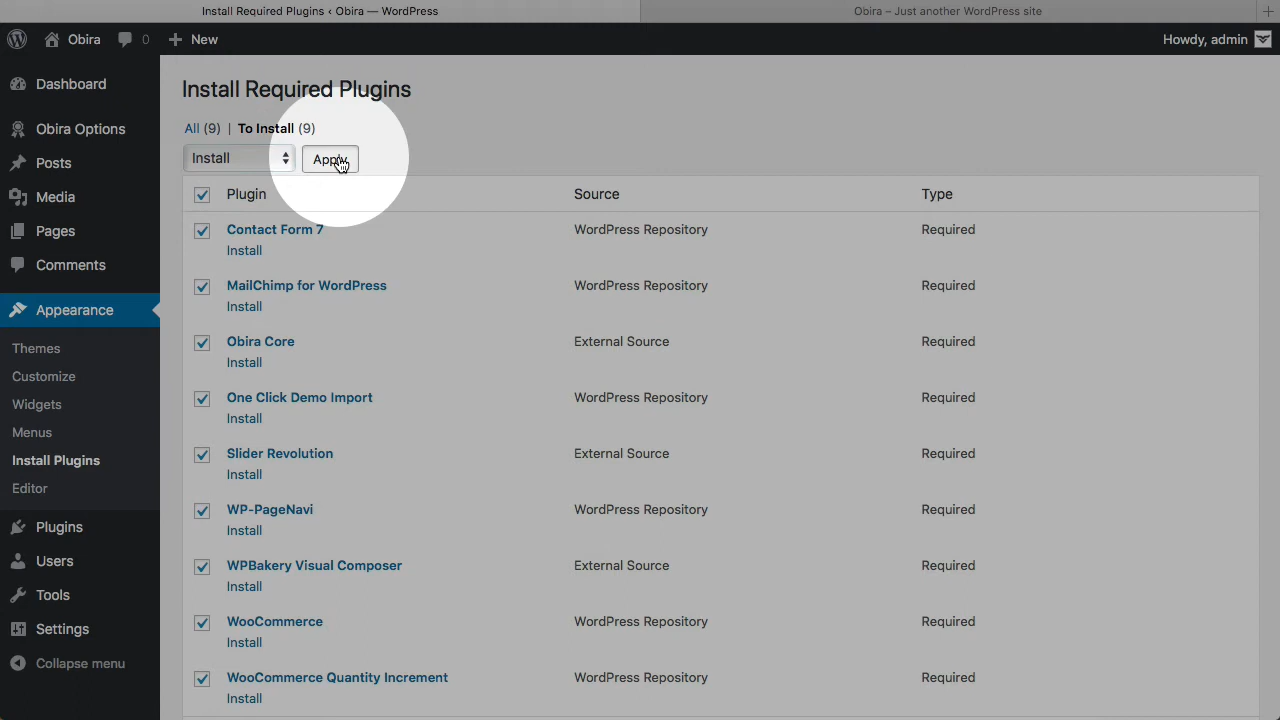 Install Required Plugins ‹ Obira — WordPress
Obira – Just another WordPress site
Obira
0
New
Howdy, admin
Dashboard
Obira Options
Posts
Media
Pages
Comments
Appearance
Themes
Customize
Widgets
Menus
Install Plugins
Editor
Plugins
Users
Tools
Settings
Collapse menu
Install Required Plugins
All (9) | To Install (9)
Install Apply
Plugin Source Type
Contact Form 7 WordPress Repository Required
Install
MailChimp for WordPress WordPress Repository Required
Install
Obira Core External Source Required
Install
One Click Demo Import WordPress Repository Required
Install
Slider Revolution External Source Required
Install
WP-PageNavi WordPress Repository Required
Install
WPBakery Visual Composer External Source Required
Install
WooCommerce WordPress Repository Required
Install
WooCommerce Quantity Increment WordPress Repository Required
Install